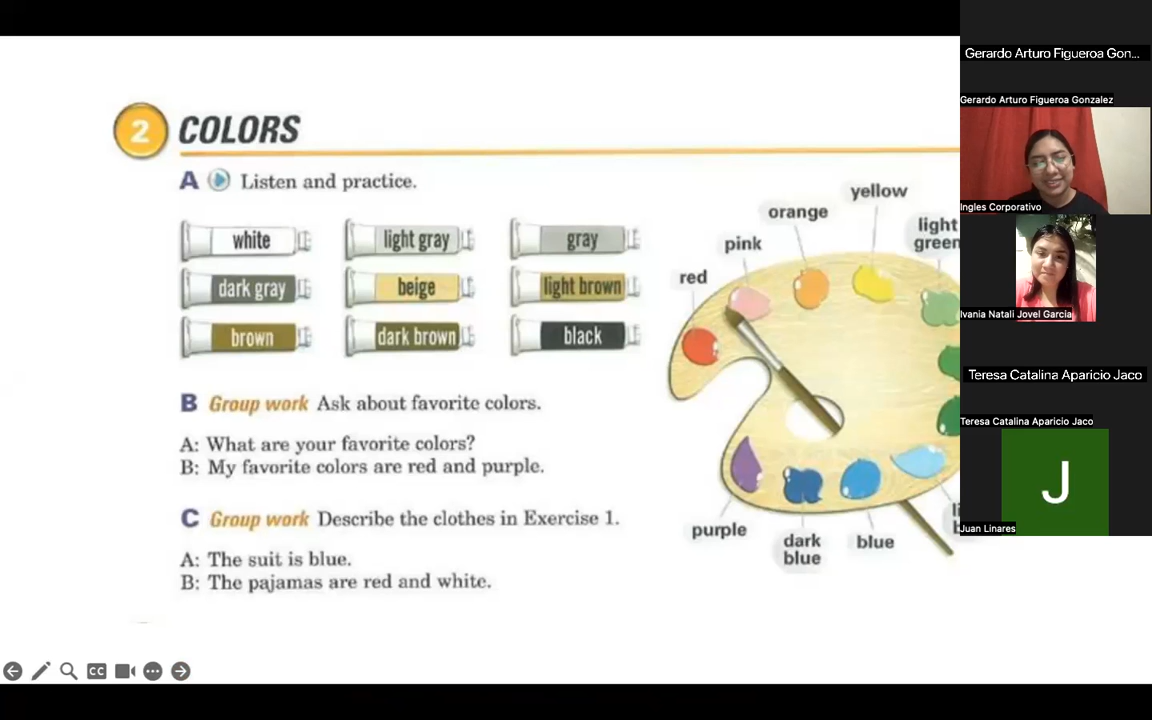 2 COLORS
A Listen and practice.
white light gray gray
dark gray beige light brown
brown dark brown black
B Group work Ask about favorite colors.
A: What are your favorite colors?
B: My favorite colors are red and purple.
C Group work Describe the clothes in Exercise 1.
A: The suit is blue.
B: The pajamas are red and white.
yellow
orange
light
green
pink
red
purple
dark
blue
blue
CC
Gerardo Arturo Figueroa Gon...
Gerardo Arturo Figueroa Gonzalez
Ingles Corporativo
Ivania Natali Jovel Garcia
Teresa Catalina Aparicio Jaco
Teresa Catalina Aparicio Jaco
J
Juan Linares